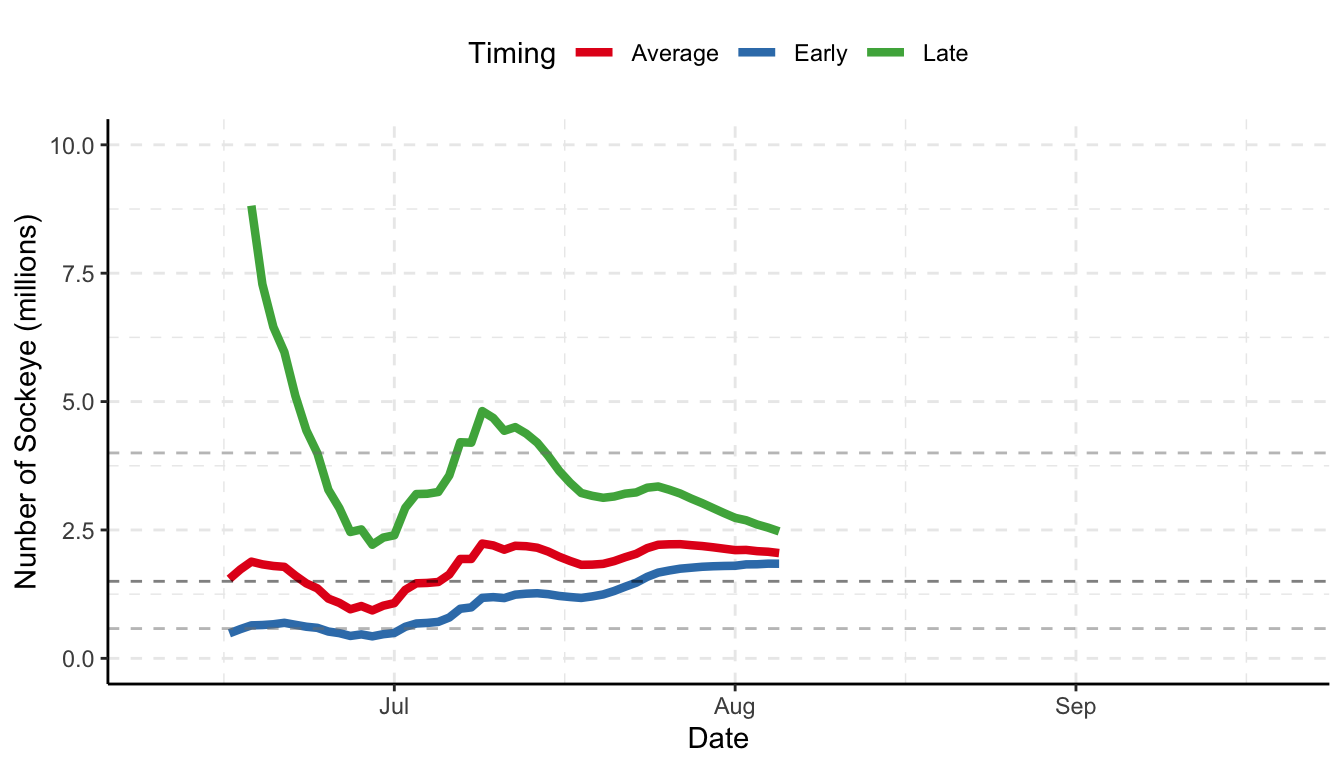 Timing Average Early Late
10.0
7.5
5.0
2.5
0.0
Nunber of Sockeye (millions)
Jul Aug Sep
Date